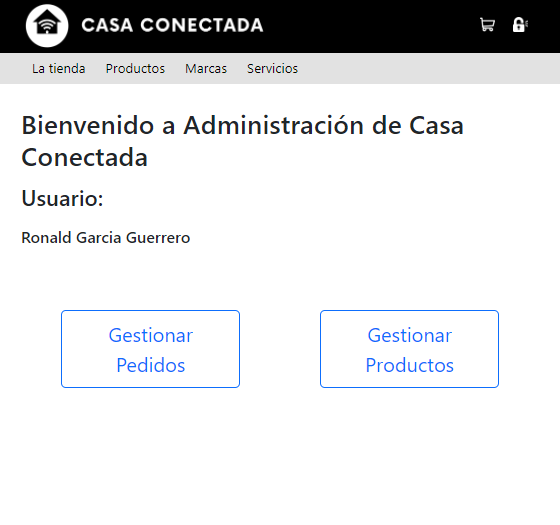 CASA CONECTADA
La tienda Productos Marcas Servicios
Bienvenido a Administración de Casa
Conectada
Usuario:
Ronald Garcia Guerrero
Gestionar
Pedidos
Gestionar
Productos